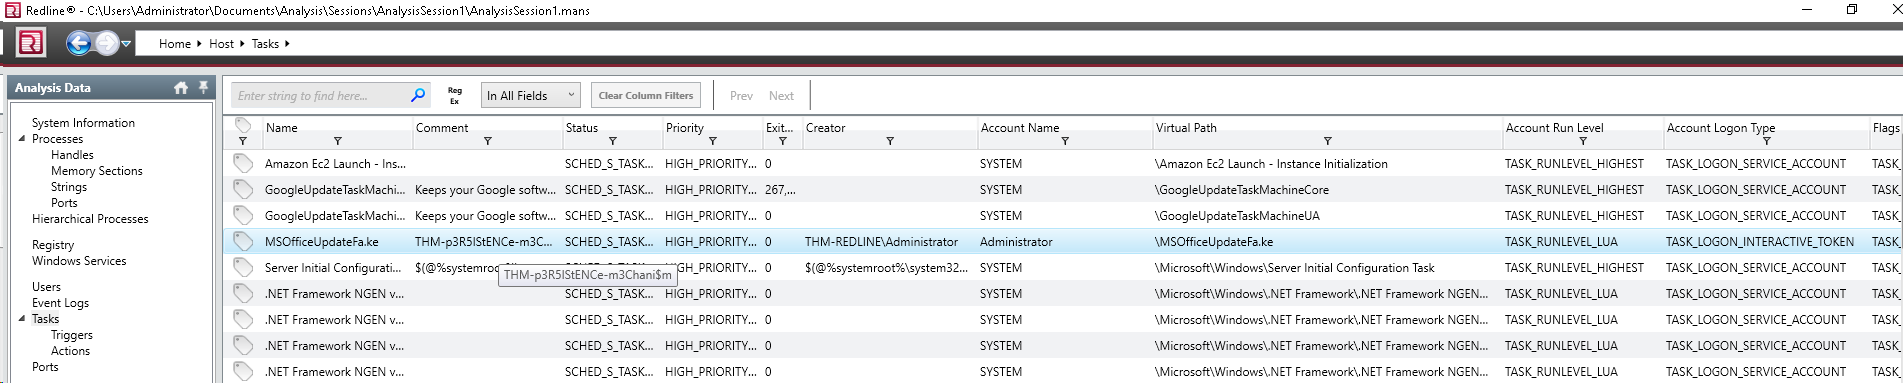 Redline® - C:\Users\Administrator\Documents\Analysis\Sessions\AnalysisSession1\AnalysisSession1.mans
Home Host Tasks
Analysis Data
System Information
Processes
Handles
Memory Sections
Strings
Ports
Hierarchical Processes
Registry
Windows Services
Users
Event Logs
Tasks
Triggers
Actions
Ports
Enter string to find here... Reg Ex In All Fields Clear Column Filters Prev Next
Name Comment Status Priority Exit... Creator Account Name Virtual Path Account Run Level Account Logon Type Flags
Amazon Ec2 Launch - Ins... SCHED_S_TASK... HIGH_PRIORITY... 0 SYSTEM \Amazon Ec2 Launch - Instance Initialization TASK_RUNLEVEL_HIGHEST TASK_LOGON_SERVICE_ACCOUNT TASK_
GoogleUpdateTaskMachi... Keeps your Google softw... SCHED_S_TASK... HIGH_PRIORITY... 267,... SYSTEM \GoogleUpdateTaskMachineCore TASK_RUNLEVEL_HIGHEST TASK_LOGON_SERVICE_ACCOUNT TASK_
GoogleUpdateTaskMachi... Keeps your Google softw... SCHED_S_TASK... HIGH_PRIORITY... 0 SYSTEM \GoogleUpdateTaskMachineUA TASK_RUNLEVEL_HIGHEST TASK_LOGON_SERVICE_ACCOUNT TASK_
MSOfficeUpdateFa.ke THM-p3R5IStENCe-m3C... SCHED_S_TASK... HIGH_PRIORITY... 0 THM-REDLINE\Administrator Administrator \MSOfficeUpdateFa.ke TASK_RUNLEVEL_LUA TASK_LOGON_INTERACTIVE_TOKEN TASK_
Server Initial Configurati... $(@%systemroo SCHED_S_TASK... HIGH_PRIORITY... 0 $(@%systemroot%\system32... SYSTEM \Microsoft\Windows\Server Initial Configuration Task TASK_RUNLEVEL_HIGHEST TASK_LOGON_SERVICE_ACCOUNT TASK_
THM-p3R5IStENCe-m3Chani$m
.NET Framework NGEN v... SCHED_S_TASK... HIGH_PRIORITY... 0 SYSTEM \Microsoft\Windows\.NET Framework\.NET Framework NGEN... TASK_RUNLEVEL_LUA TASK_LOGON_SERVICE_ACCOUNT TASK_
.NET Framework NGEN v... SCHED_S_TASK... HIGH_PRIORITY... 0 SYSTEM \Microsoft\Windows\.NET Framework\.NET Framework NGEN... TASK_RUNLEVEL_LUA TASK_LOGON_SERVICE_ACCOUNT TASK_
.NET Framework NGEN v... SCHED_S_TASK... HIGH_PRIORITY... 0 SYSTEM \Microsoft\Windows\.NET Framework\.NET Framework NGEN... TASK_RUNLEVEL_LUA TASK_LOGON_SERVICE_ACCOUNT TASK_
.NET Framework NGEN v... SCHED_S_TASK... HIGH_PRIORITY... 0 SYSTEM \Microsoft\Windows\.NET Framework\.NET Framework NGEN... TASK_RUNLEVEL_LUA TASK_LOGON_SERVICE_ACCOUNT TASK_